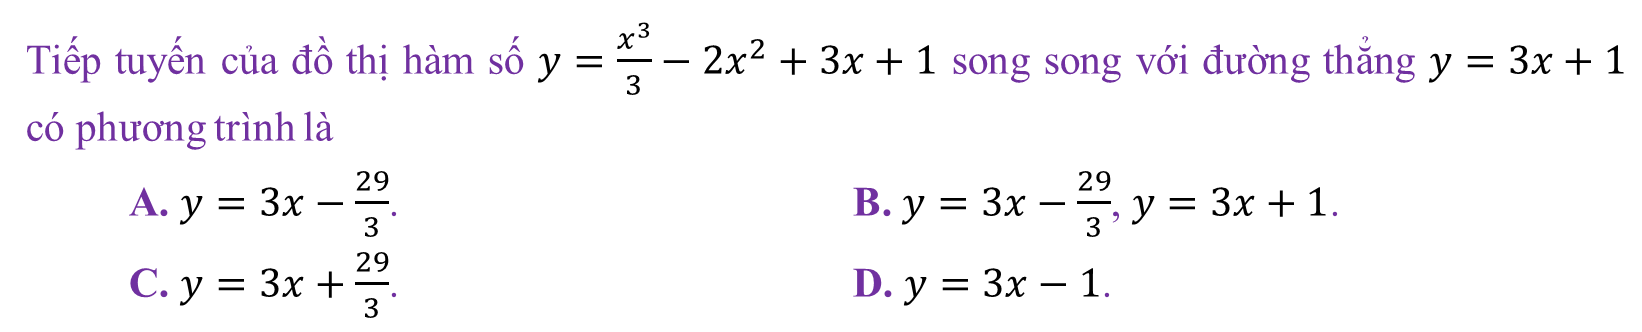 Tiếp tuyến của đồ thị hàm số y = x³/3 − 2x² + 3x + 1 song song với đường thẳng y = 3x + 1
có phương trình là
A. y = 3x − 29/3. B. y = 3x − 29/3, y = 3x + 1.
C. y = 3x + 29/3. D. y = 3x − 1.